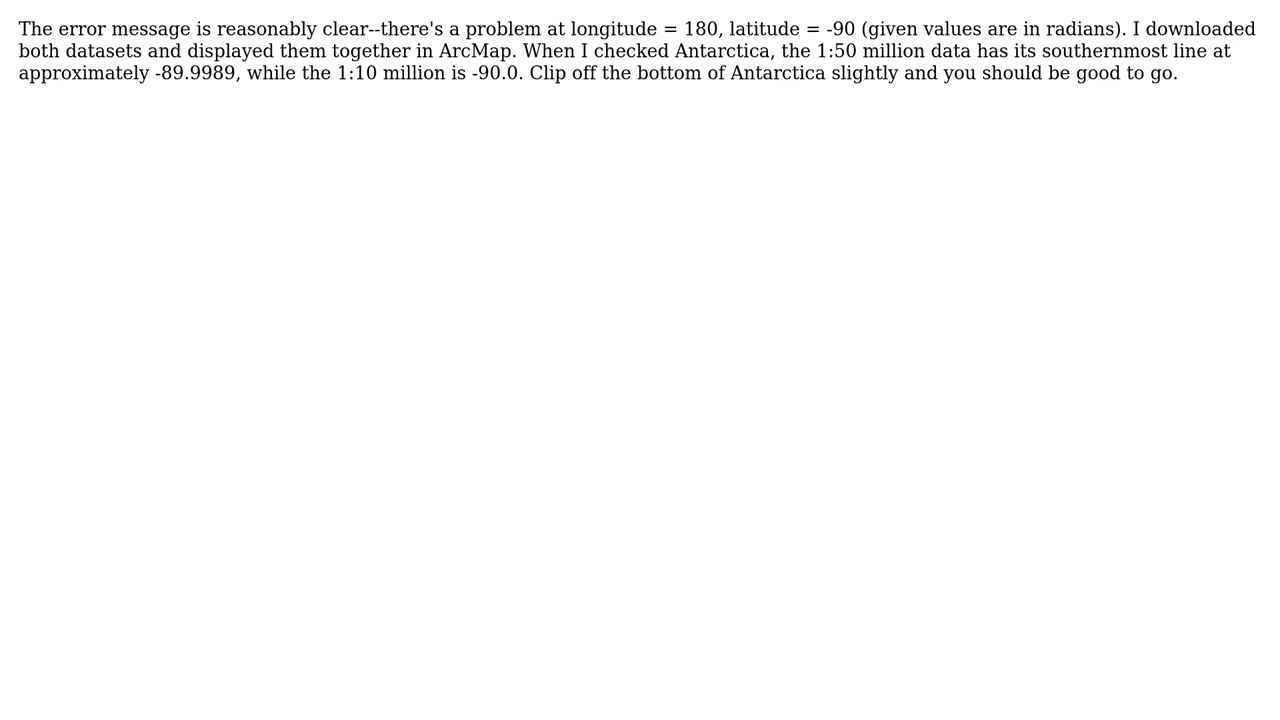 The error message is reasonably clear--there's a problem at longitude = 180, latitude = -90 (given values are in radians). I downloaded
both datasets and displayed them together in ArcMap. When I checked Antarctica, the 1:50 million data has its southernmost line at
approximately -89.9989, while the 1:10 million is -90.0. Clip off the bottom of Antarctica slightly and you should be good to go.